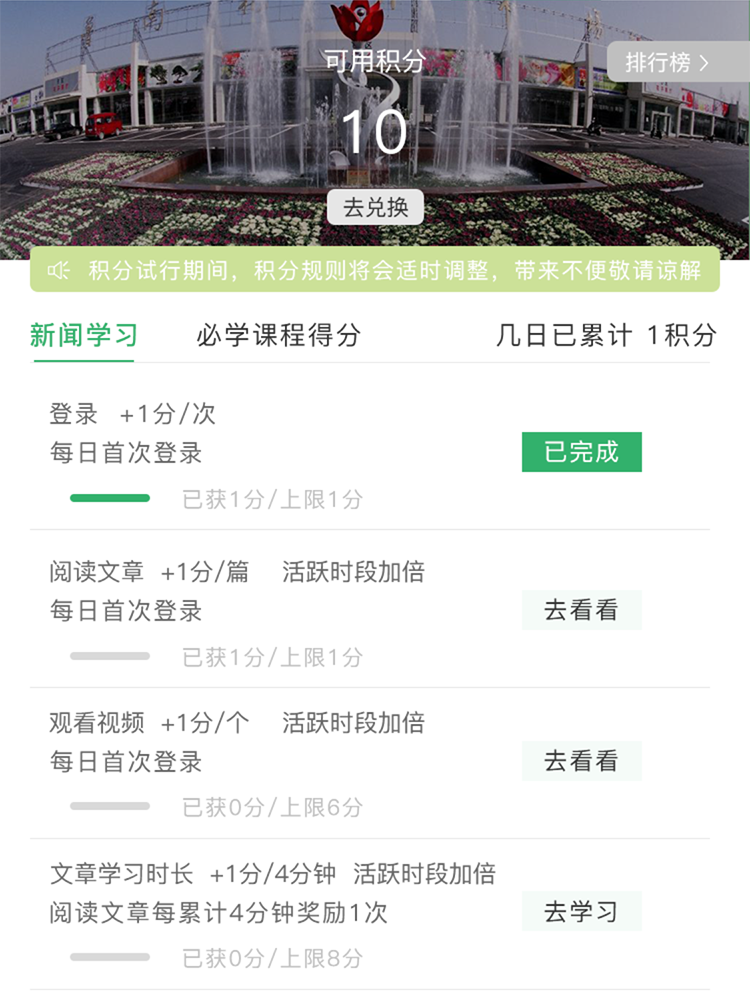 可用积分
排行榜 >
10
去兑换
积分试行期间，积分规则将会适时调整，带来不便敬请谅解
新闻学习 必学课程得分 几日已累计 1积分
登录 +1分/次
每日首次登录
已完成
已获1分/上限1分
阅读文章 +1分/篇 活跃时段加倍
每日首次登录
去看看
已获1分/上限1分
观看视频 +1分/个 活跃时段加倍
每日首次登录
去看看
已获0分/上限6分
文章学习时长 +1分/4分钟 活跃时段加倍
阅读文章每累计4分钟奖励1次
去学习
已获0分/上限8分